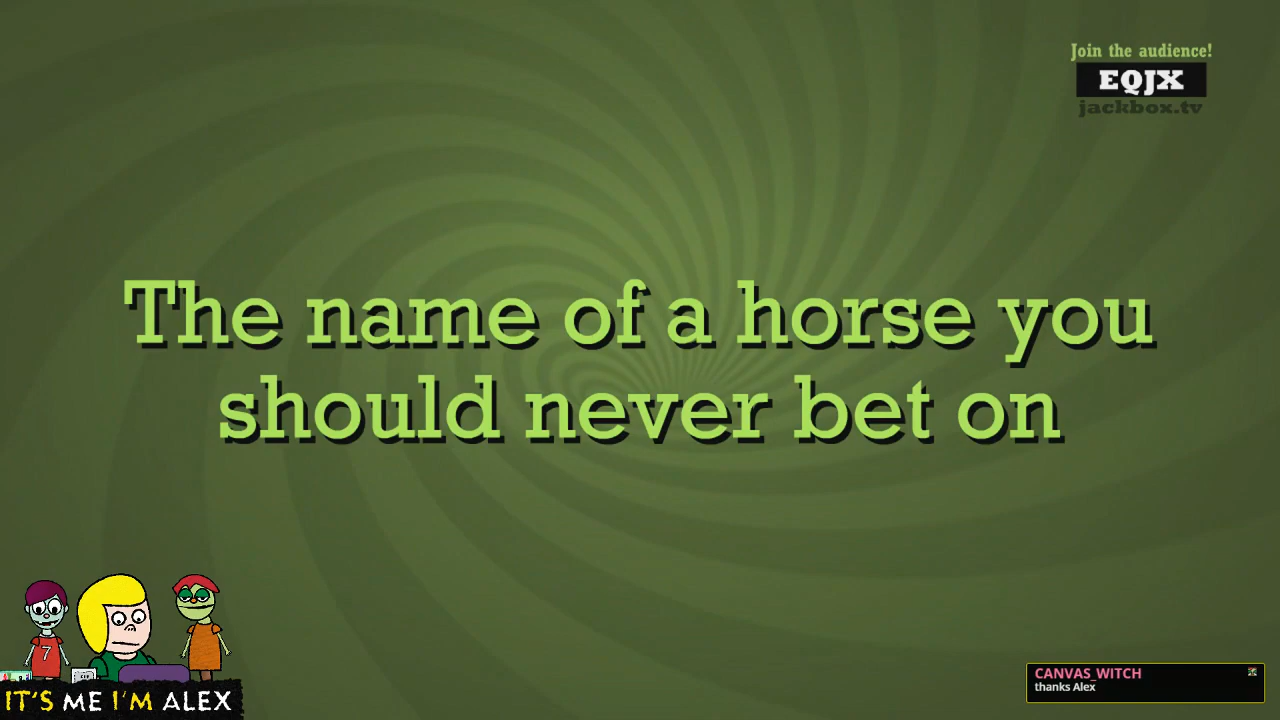 Join the audience!
EQJX
jackbox.tv
The name of a horse you
should never bet on
7
IT'S ME I'M ALEX
CANVAS_WITCH
thanks Alex